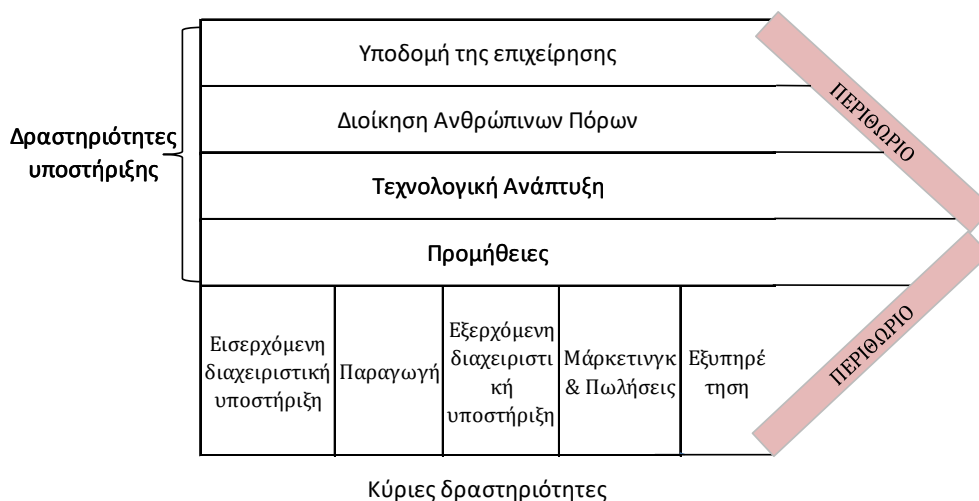 Υποδομή της επιχείρησης
Διοίκηση Ανθρώπινων Πόρων
Δραστηριότητες
υποστήριξης
Τεχνολογική Ανάπτυξη
Προμήθειες
ΠΕΡΙΘΩΡΙΟ
ΠΕΡΙΘΩΡΙΟ
Εισερχόμενη
διαχειριστική
υποστήριξη
Παραγωγή
Εξερχόμενη
διαχειριστι
κή
υποστήριξη
Μάρκετινγκ
& Πωλήσεις
Εξυπηρέ
τηση
Κύριες δραστηριότητες